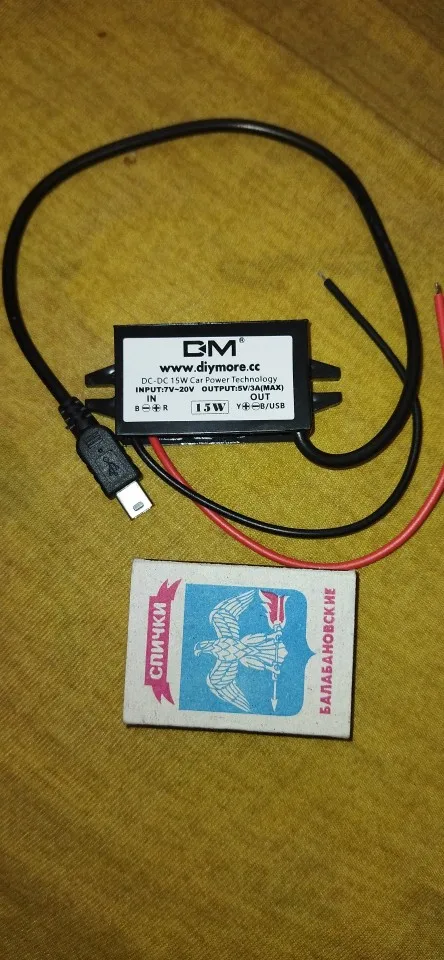 DM®
www.diymore.cc
DC-DC 15W Car Power Technology
INPUT:7V~20V OUTPUT:5V/3A(MAX)
IN OUT
B⊖⊕R 15W Y⊕⊖B/USB
СПИЧКИ
БАЛАБАНОВСКИЕ